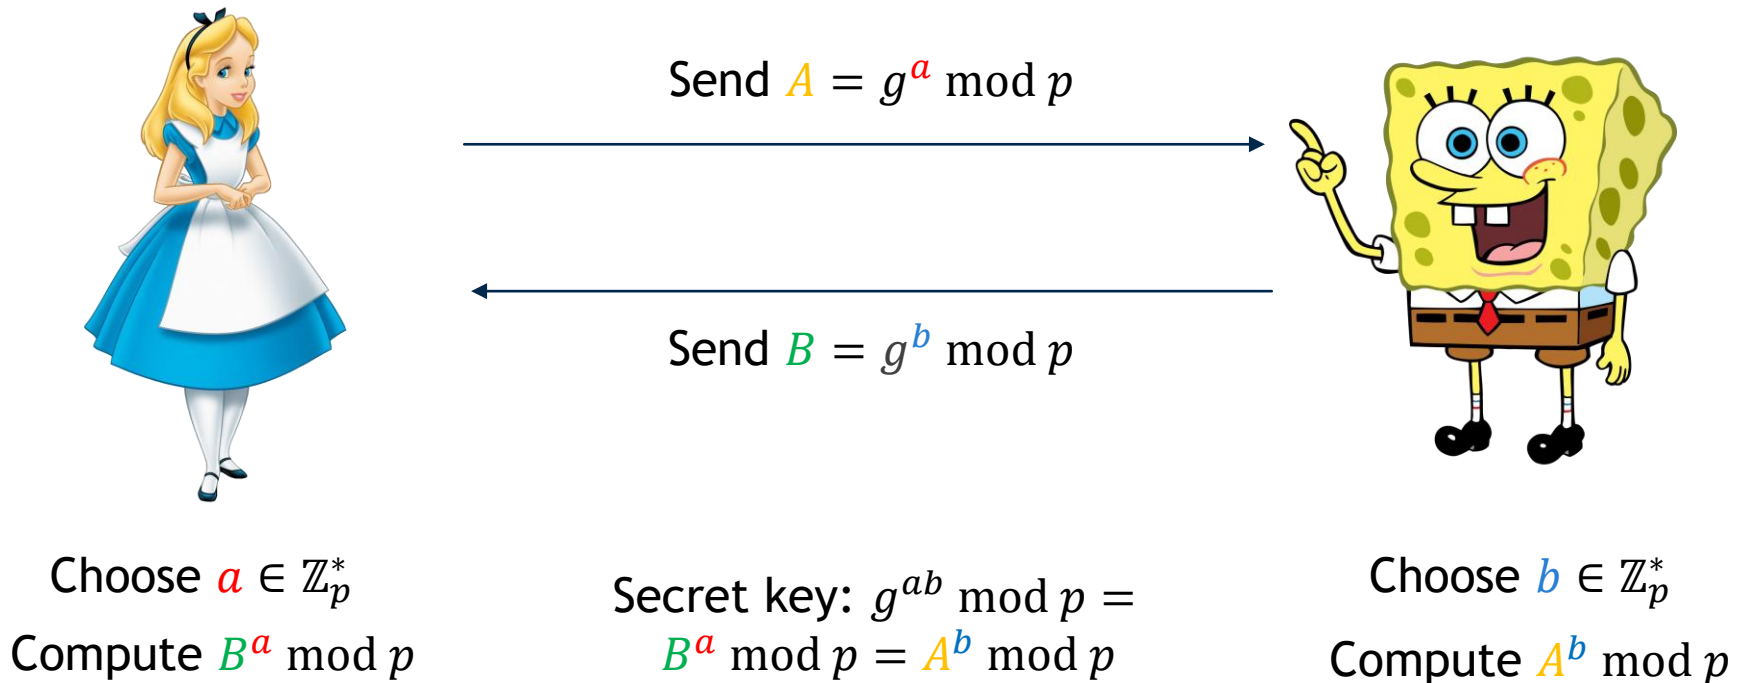 Send A = g^a mod p
Send B = g^b mod p
Choose a ∈ ℤ_p^*
Compute B^a mod p
Secret key: g^{ab} mod p =
B^a mod p = A^b mod p
Choose b ∈ ℤ_p^*
Compute A^b mod p